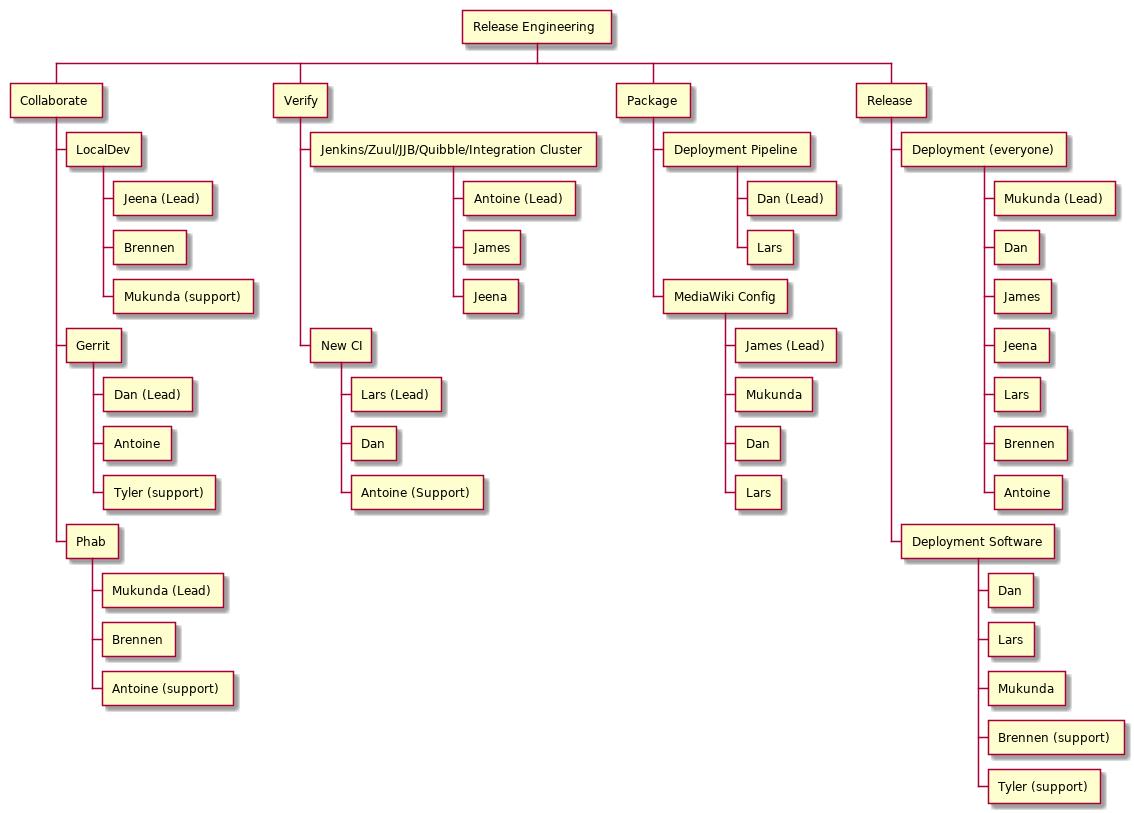 Release Engineering
Collaborate
LocalDev
Jeena (Lead)
Brennen
Mukunda (support)
Gerrit
Dan (Lead)
Antoine
Tyler (support)
Phab
Mukunda (Lead)
Brennen
Antoine (support)
Verify
Jenkins/Zuul/JJB/Quibble/Integration Cluster
Antoine (Lead)
James
Jeena
New CI
Lars (Lead)
Dan
Antoine (Support)
Package
Deployment Pipeline
Dan (Lead)
Lars
MediaWiki Config
James (Lead)
Mukunda
Dan
Lars
Release
Deployment (everyone)
Mukunda (Lead)
Dan
James
Jeena
Lars
Brennen
Antoine
Deployment Software
Dan
Lars
Mukunda
Brennen (support)
Tyler (support)